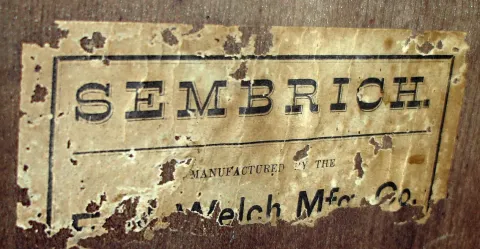 SEMBRICH.
MANUFACTURED BY THE
Welch Mfg. Co.